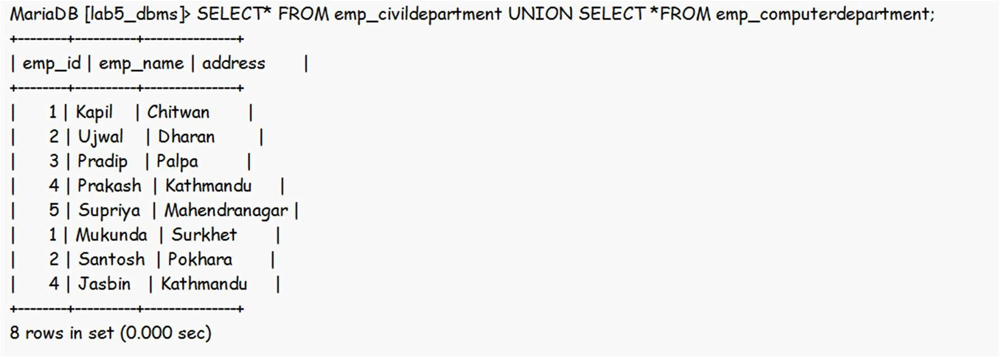 MariaDB [lab5_dbms]> SELECT* FROM emp_civildepartment UNION SELECT *FROM emp_computerdepartment;
+--------+----------+---------------+
| emp_id | emp_name | address       |
+--------+----------+---------------+
|      1 | Kapil    | Chitwan       |
|      2 | Ujwal    | Dharan        |
|      3 | Pradip   | Palpa         |
|      4 | Prakash  | Kathmandu     |
|      5 | Supriya  | Mahendranagar |
|      1 | Mukunda  | Surkhet       |
|      2 | Santosh  | Pokhara       |
|      4 | Jasbin   | Kathmandu     |
+--------+----------+---------------+
8 rows in set (0.000 sec)